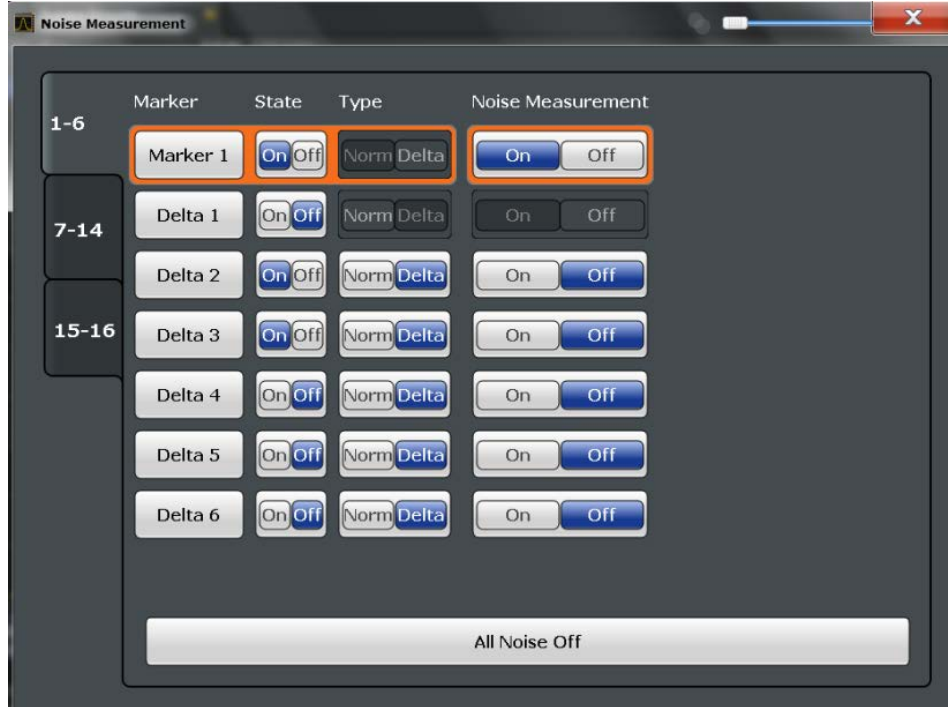 Noise Measurement
X
1-6
7-14
15-16
Marker State Type Noise Measurement
Marker 1 On Off Norm Delta On Off
Delta 1 On Off Norm Delta On Off
Delta 2 On Off Norm Delta On Off
Delta 3 On Off Norm Delta On Off
Delta 4 On Off Norm Delta On Off
Delta 5 On Off Norm Delta On Off
Delta 6 On Off Norm Delta On Off
All Noise Off